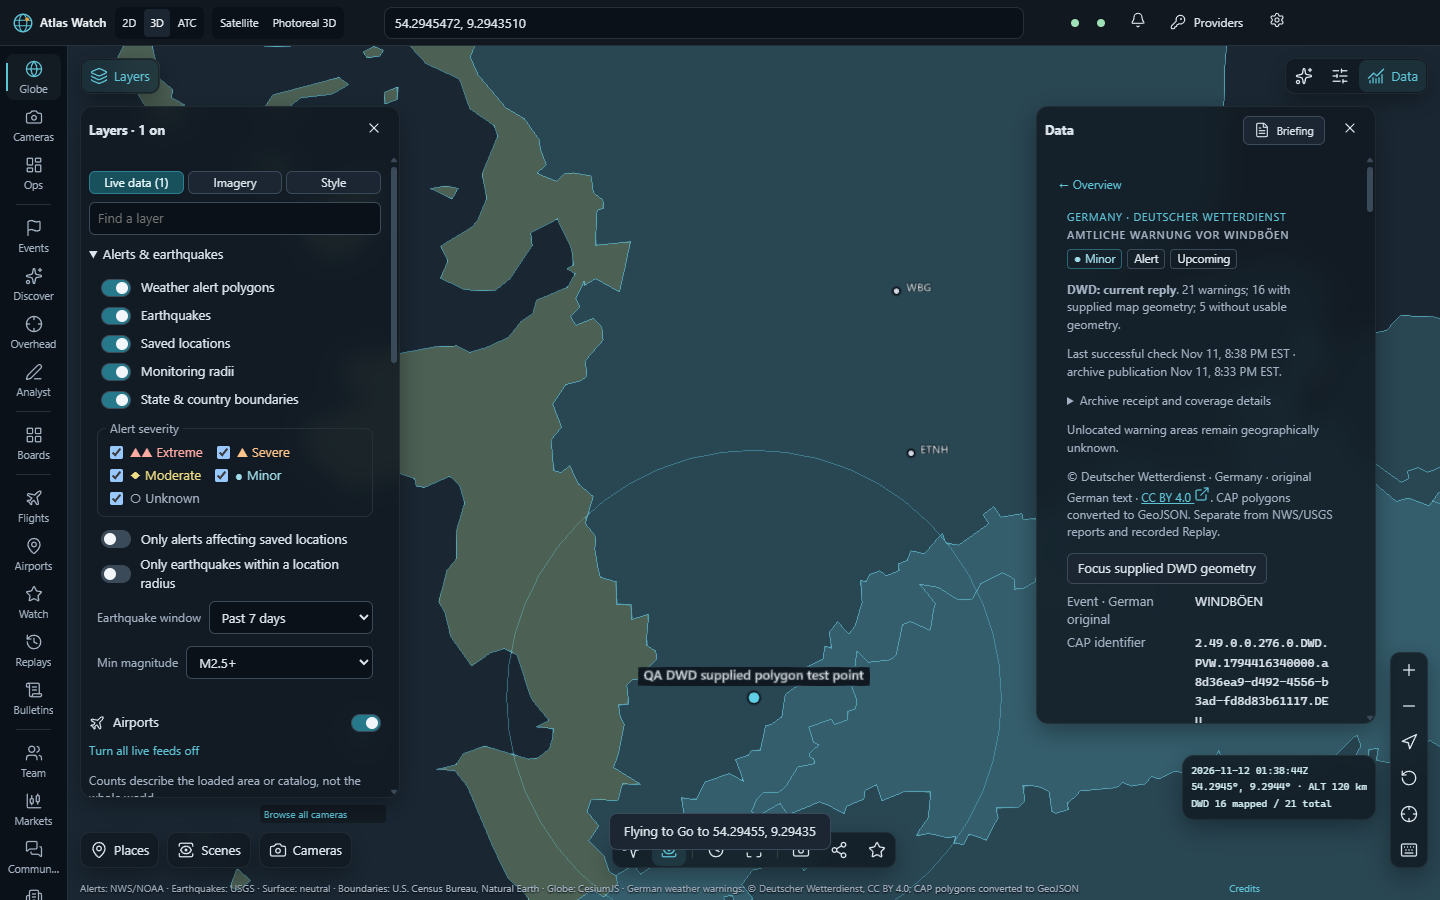 Atlas Watch
2D 3D ATC
Satellite Photoreal 3D
54.2945472, 9.2943510
Providers
Globe
Cameras
Ops
Events
Discover
Overhead
Analyst
Boards
Flights
Airports
Watch
Replays
Bulletins
Team
Markets
Commun...
Layers
Layers · 1 on
Live data (1)
Imagery
Style
Find a layer
▼ Alerts & earthquakes
Weather alert polygons
Earthquakes
Saved locations
Monitoring radii
State & country boundaries
Alert severity
Extreme
Severe
Moderate
Minor
Unknown
Only alerts affecting saved locations
Only earthquakes within a location
radius
Earthquake window
Past 7 days
Min magnitude
M2.5+
Airports
Turn all live feeds off
Counts describe the loaded area or catalog, not the
whole world
Browse all cameras
Places
Scenes
Cameras
WBG
ETNH
QA DWD supplied polygon test point
Flying to Go to 54.29455, 9.29435
Data
Data
Briefing
← Overview
GERMANY · DEUTSCHER WETTERDIENST
AMTLICHE WARNUNG VOR WINDBÖEN
● Minor
Alert
Upcoming
DWD: current reply. 21 warnings; 16 with
supplied map geometry; 5 without usable
geometry.
Last successful check Nov 11, 8:38 PM EST ·
archive publication Nov 11, 8:33 PM EST.
▶ Archive receipt and coverage details
Unlocated warning areas remain geographically
unknown.
© Deutscher Wetterdienst · Germany · original
German text · CC BY 4.0. CAP polygons
converted to GeoJSON. Separate from NWS/USGS
reports and recorded Replay.
Focus supplied DWD geometry
Event · German
original
WINDBÖEN
CAP identifier
2.49.0.0.276.0.DWD.
PVW.1794416340000.a
8d36ea9-d492-4556-b
3ad-fd8d83b61117.DE
U
2026-11-12 01:38:44Z
54.2945°, 9.2944° · ALT 120 km
DWD 16 mapped / 21 total
Alerts: NWS/NOAA · Earthquakes: USGS · Surface: neutral · Boundaries: U.S. Census Bureau, Natural Earth · Globe: CesiumJS · German weather warnings: © Deutscher Wetterdienst, CC BY 4.0; CAP polygons converted to GeoJSON
Credits